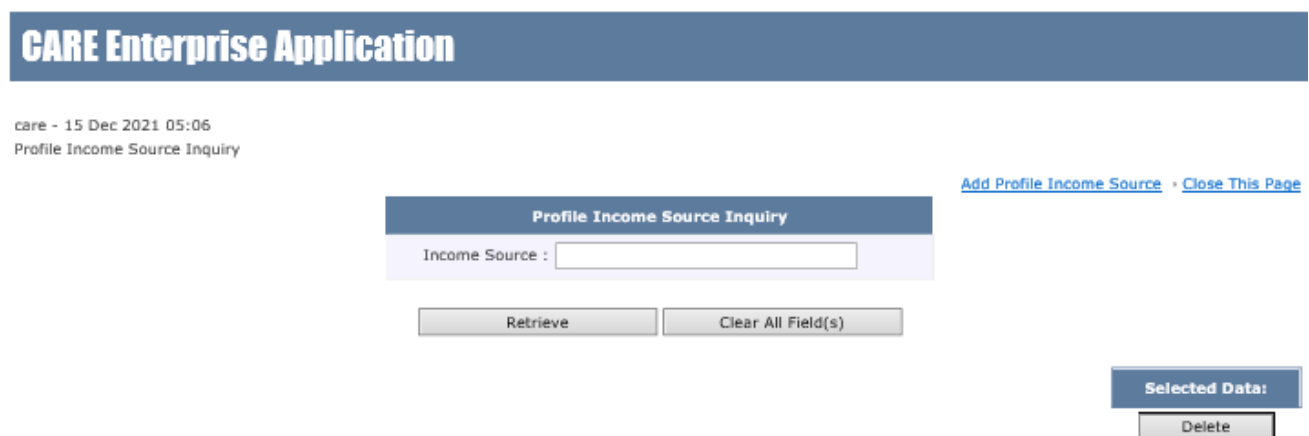 CARE Enterprise Application
care - 15 Dec 2021 05:06
Profile Income Source Inquiry
Add Profile Income Source • Close This Page
Profile Income Source Inquiry
Income Source :
Retrieve Clear All Field(s)
Selected Data:
Delete